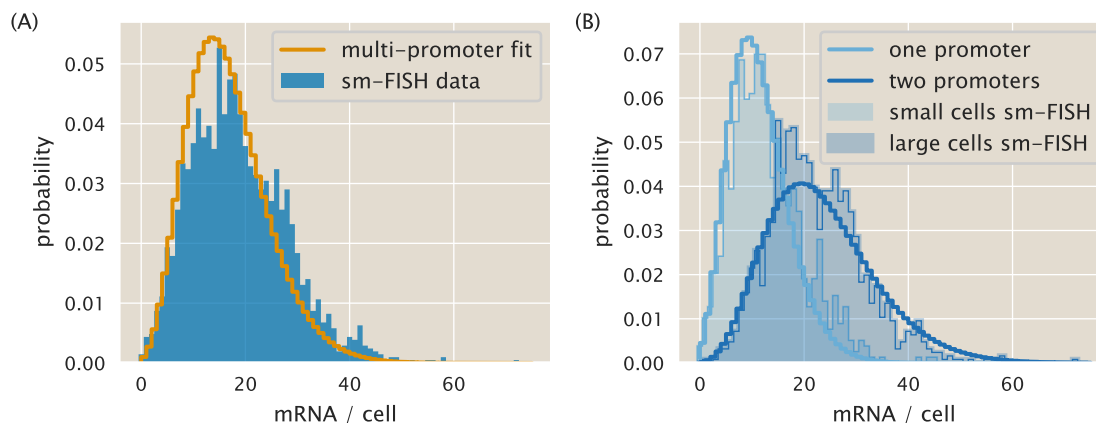 (A)
multi-promoter fit
sm-FISH data
probability
0.05
0.04
0.03
0.02
0.01
0.00
0
20
40
60
mRNA / cell
(B)
one promoter
two promoters
small cells sm-FISH
large cells sm-FISH
probability
0.07
0.06
0.05
0.04
0.03
0.02
0.01
0.00
0
20
40
60
mRNA / cell